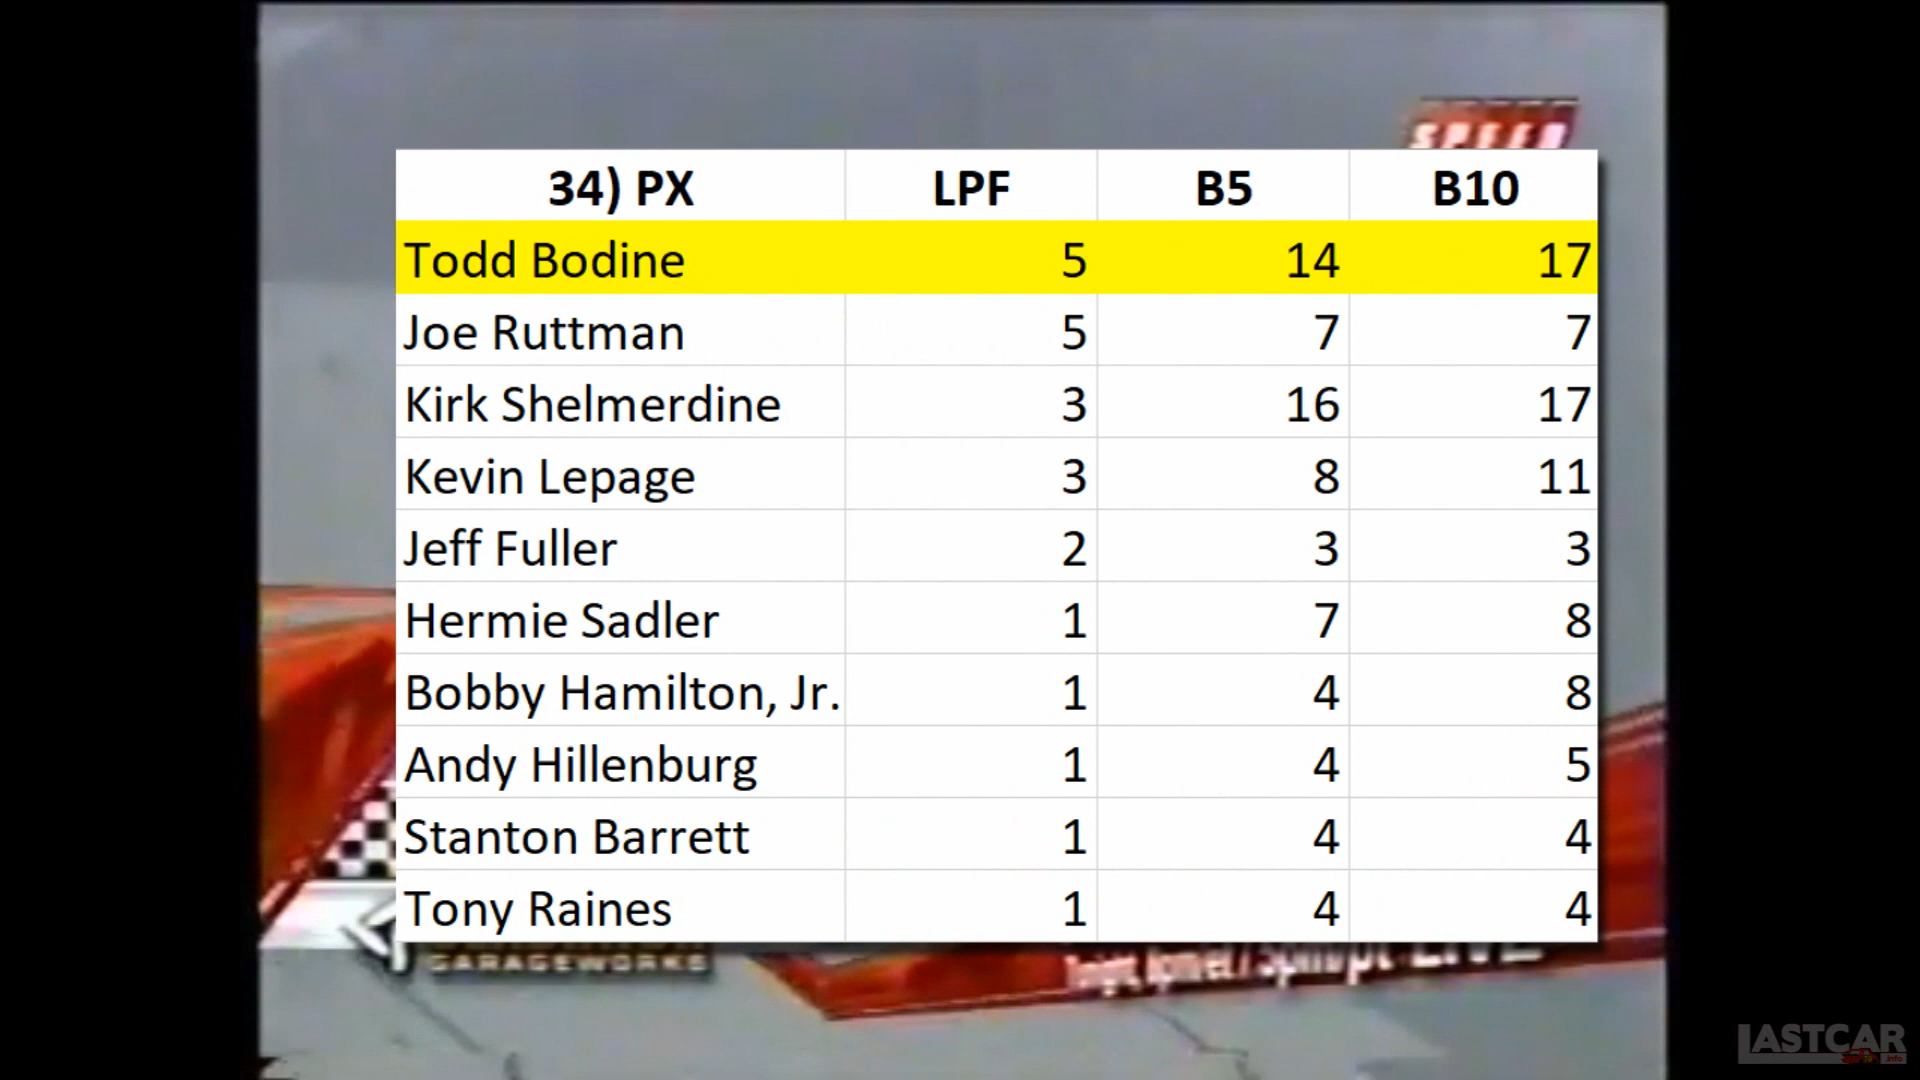 SPEED
34) PX LPF B5 B10
Todd Bodine 5 14 17
Joe Ruttman 5 7 7
Kirk Shelmerdine 3 16 17
Kevin Lepage 3 8 11
Jeff Fuller 2 3 3
Hermie Sadler 1 7 8
Bobby Hamilton, Jr. 1 4 8
Andy Hillenburg 1 4 5
Stanton Barrett 1 4 4
Tony Raines 1 4 4
GARAGEWORKS
LASTCAR
.info